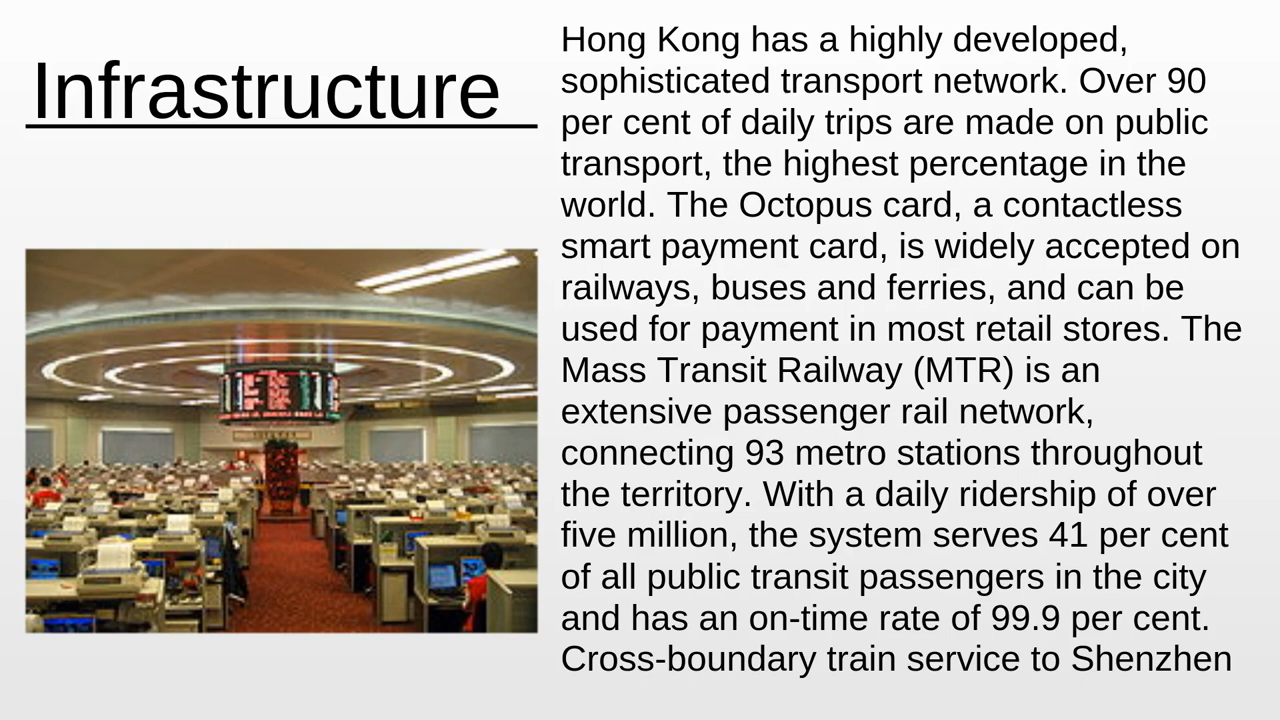 Infrastructure
Hong Kong has a highly developed,
sophisticated transport network. Over 90
per cent of daily trips are made on public
transport, the highest percentage in the
world. The Octopus card, a contactless
smart payment card, is widely accepted on
railways, buses and ferries, and can be
used for payment in most retail stores. The
Mass Transit Railway (MTR) is an
extensive passenger rail network,
connecting 93 metro stations throughout
the territory. With a daily ridership of over
five million, the system serves 41 per cent
of all public transit passengers in the city
and has an on-time rate of 99.9 per cent.
Cross-boundary train service to Shenzhen